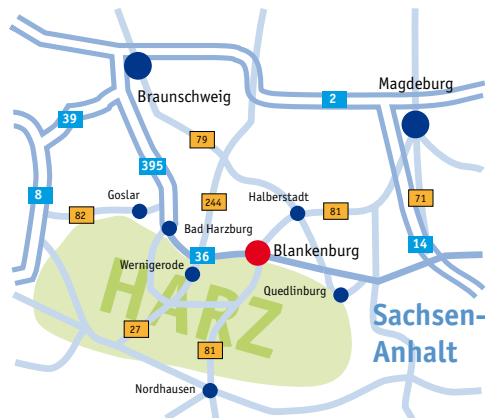 Magdeburg
Braunschweig
2
39
79
395
8
Goslar
Halberstadt
244
71
82
81
Bad Harzburg
36
Blankenburg
14
Wernigerode
HARZ
Quedlinburg
Sachsen-
Anhalt
27
81
Nordhausen